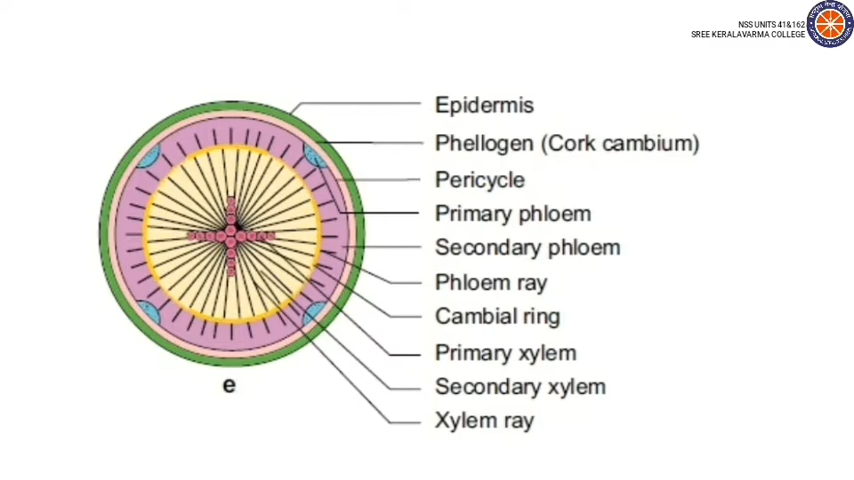 NSS UNITS 41&162
SREE KERALAVARMA COLLEGE
Epidermis
Phellogen (Cork cambium)
Pericycle
Primary phloem
Secondary phloem
Phloem ray
Cambial ring
Primary xylem
Secondary xylem
Xylem ray
e